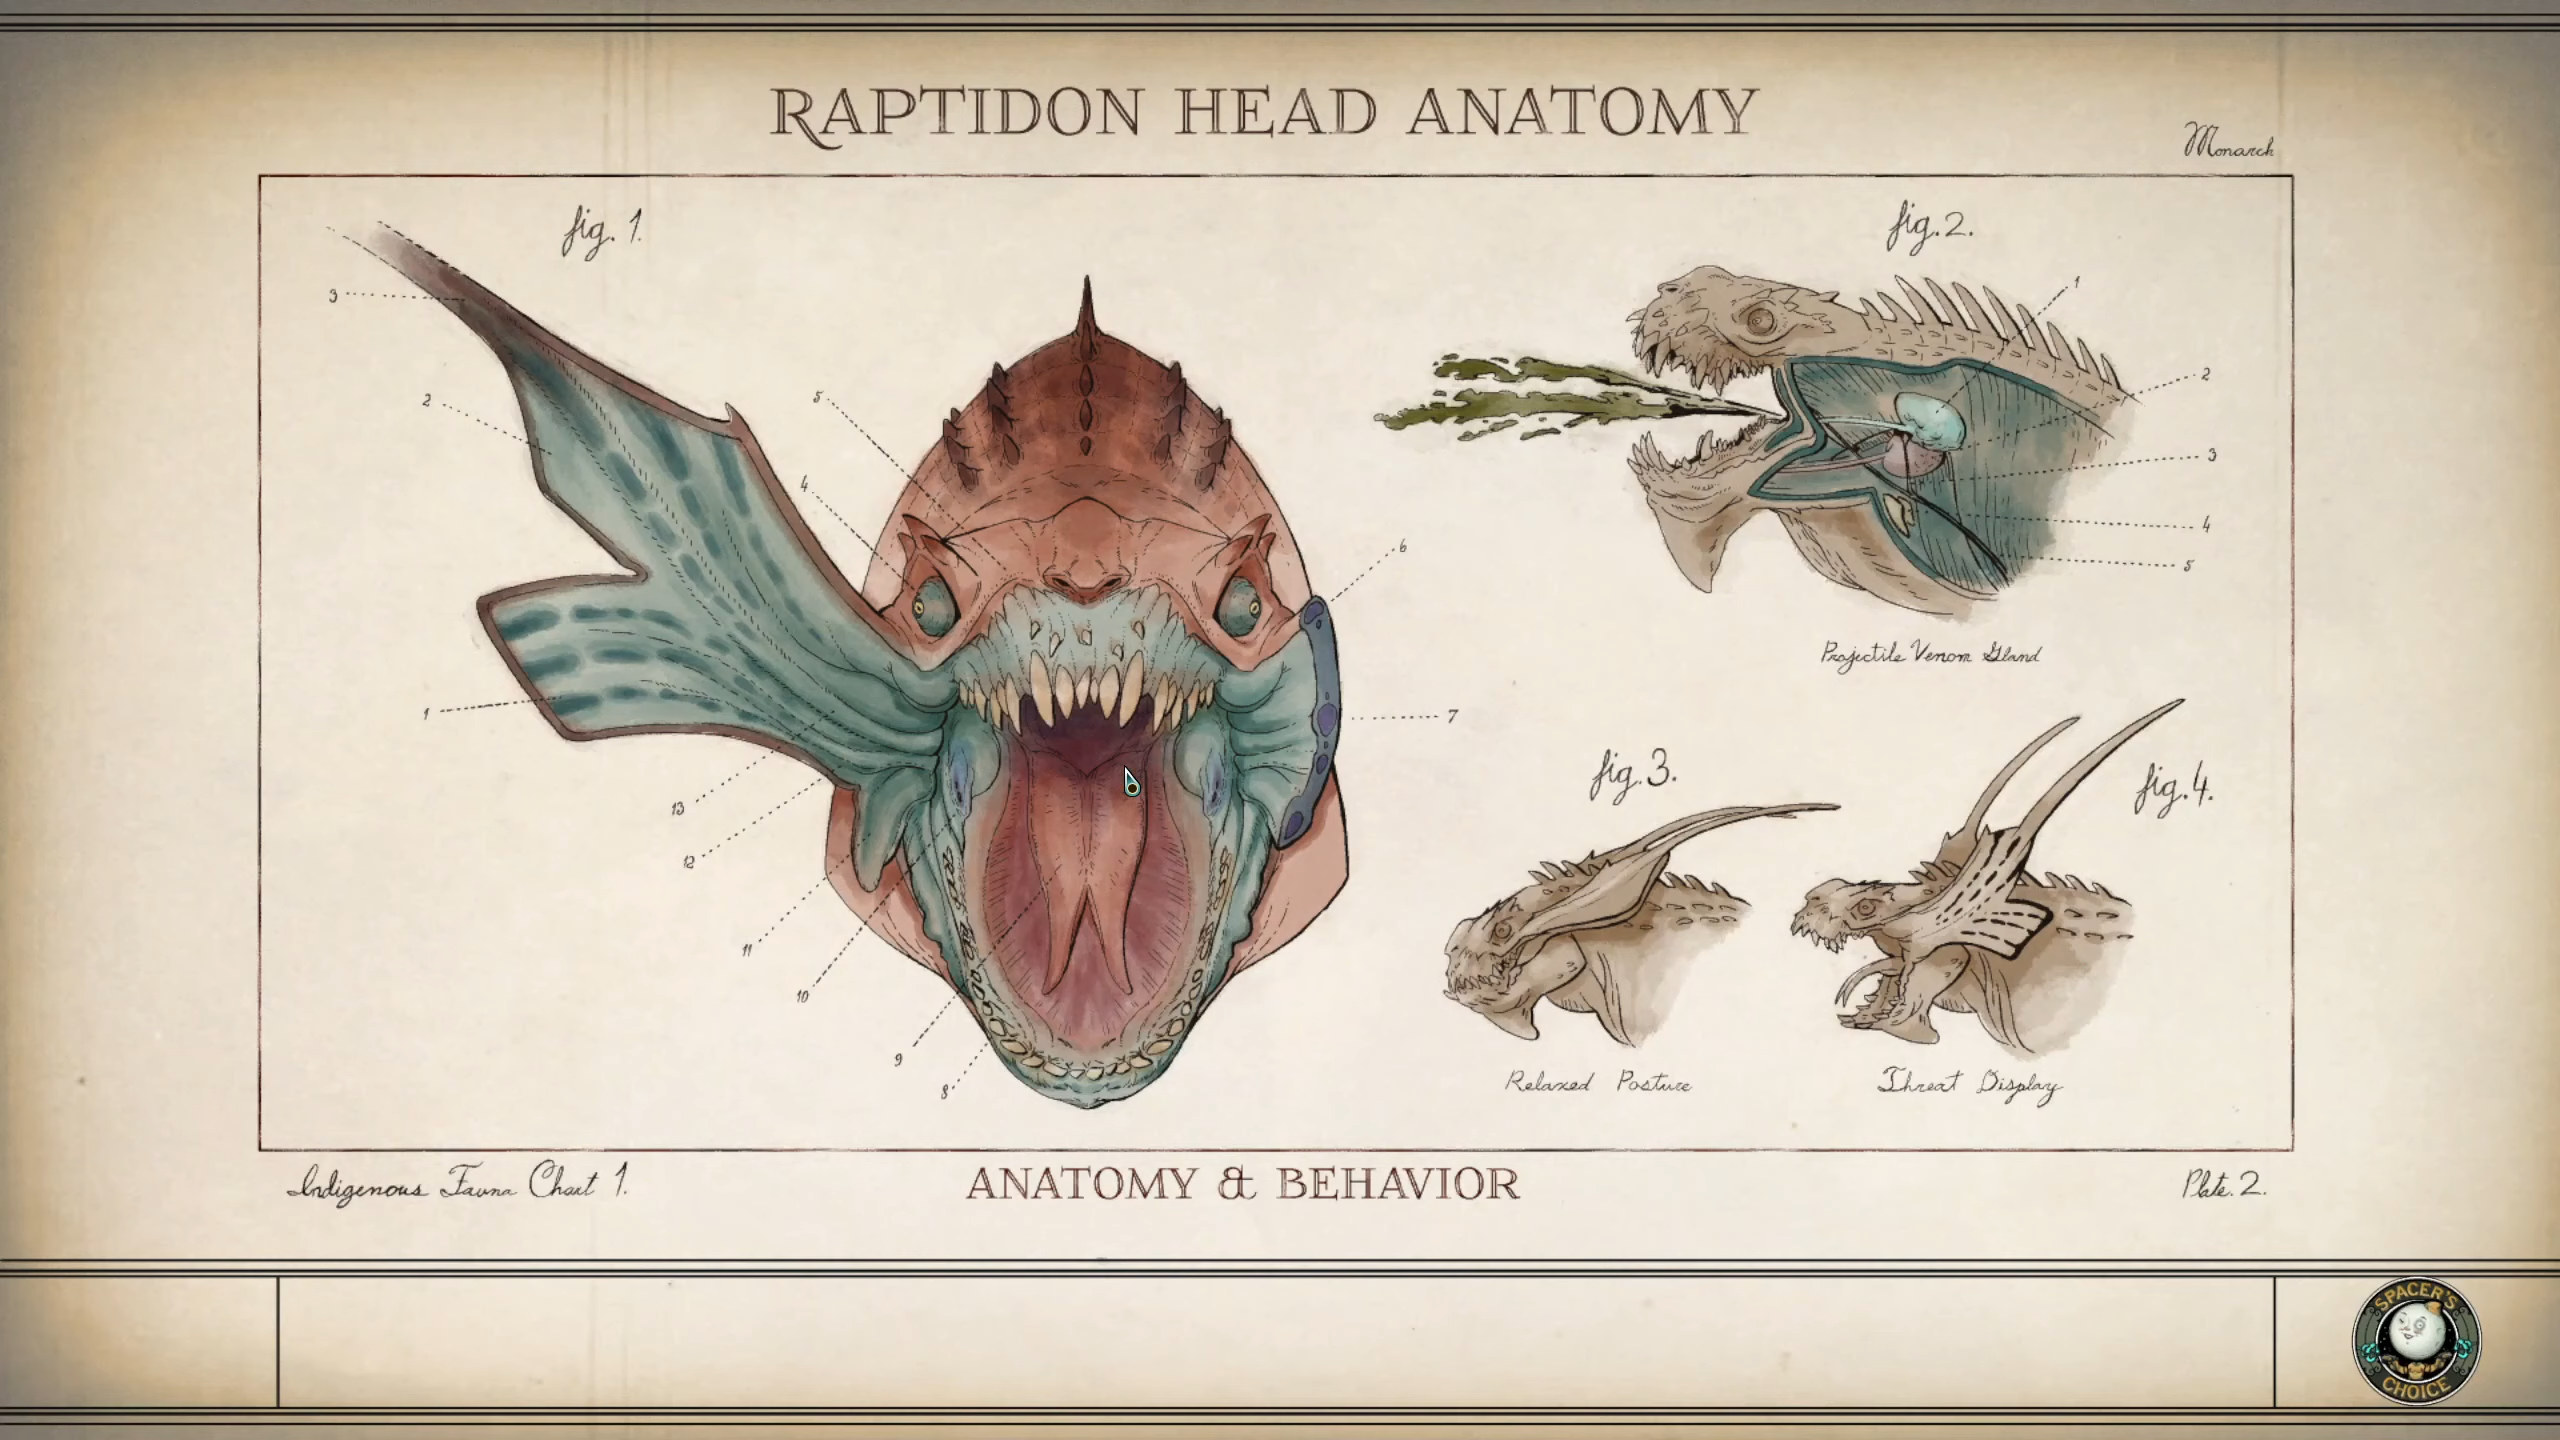 RAPTIDON HEAD ANATOMY
Monarch
fig. 1.
3
2
5
4
6
7
1
13
12
11
10
9
8
fig. 2.
1
2
3
4
5
Projectile Venom Gland
fig. 3.
Relaxed Posture
fig. 4.
Threat Display
Indigenous Fauna Chart 1.
ANATOMY & BEHAVIOR
Plate. 2.
SPACER'S
CHOICE